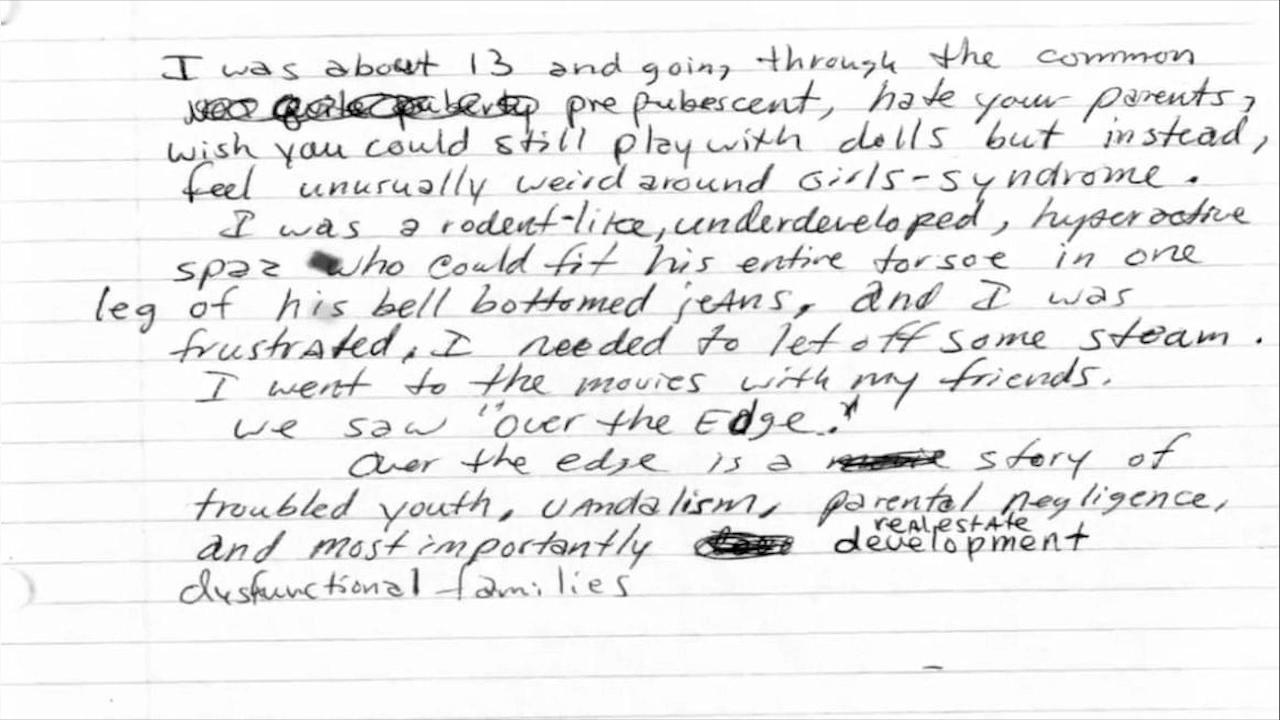 I was about 13 and going through the common
prepubescent, hate your parents,
wish you could still play with dolls but instead,
feel unusually weird around Girls-syndrome.
I was a rodent-like, underdeveloped, hyperactive
spaz who could fit his entire torsoe in one
leg of his bell bottomed jeAns, and I was
frustrAted, I needed to let off some steam.
I went to the movies with my friends.
we saw "Over the Edge."
Over the edge is a story of
troubled youth, vAndalism, parental negligence,
reAl estAte
and most importantly development
dysfunctional families